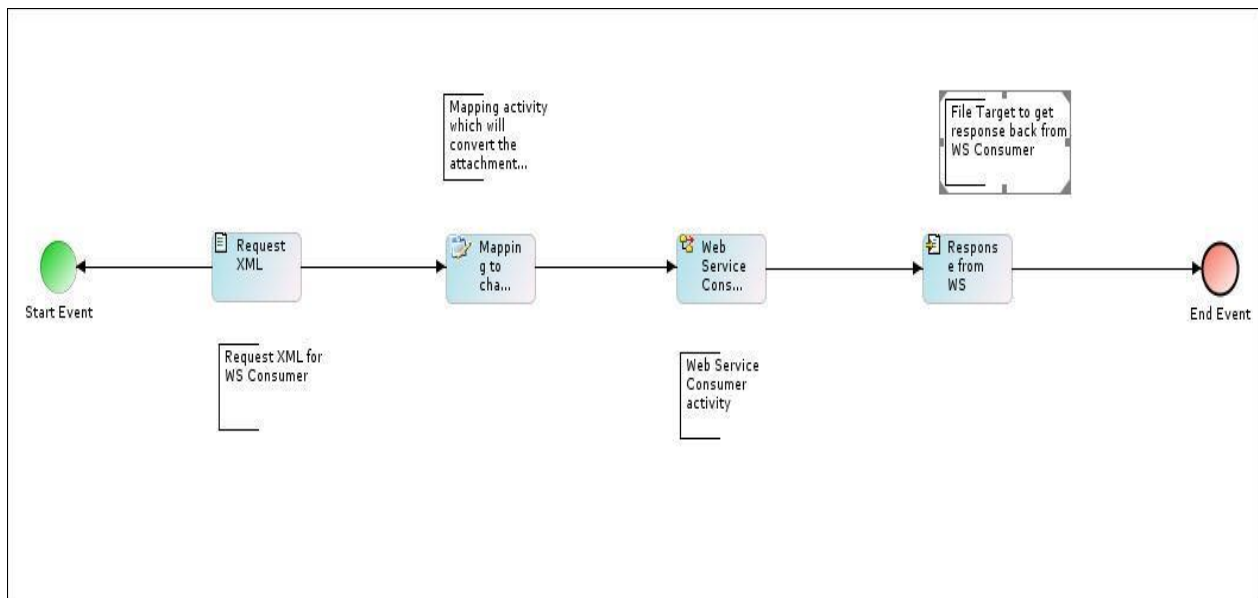 Mapping activity
which will
convert the
attachment...
File Target to get
response back from
WS Consumer
Request
XML
Mappin
g to
cha...
Web
Service
Cons...
Respons
e from
WS
Start Event
End Event
Request XML for
WS Consumer
Web Service
Consumer
activity